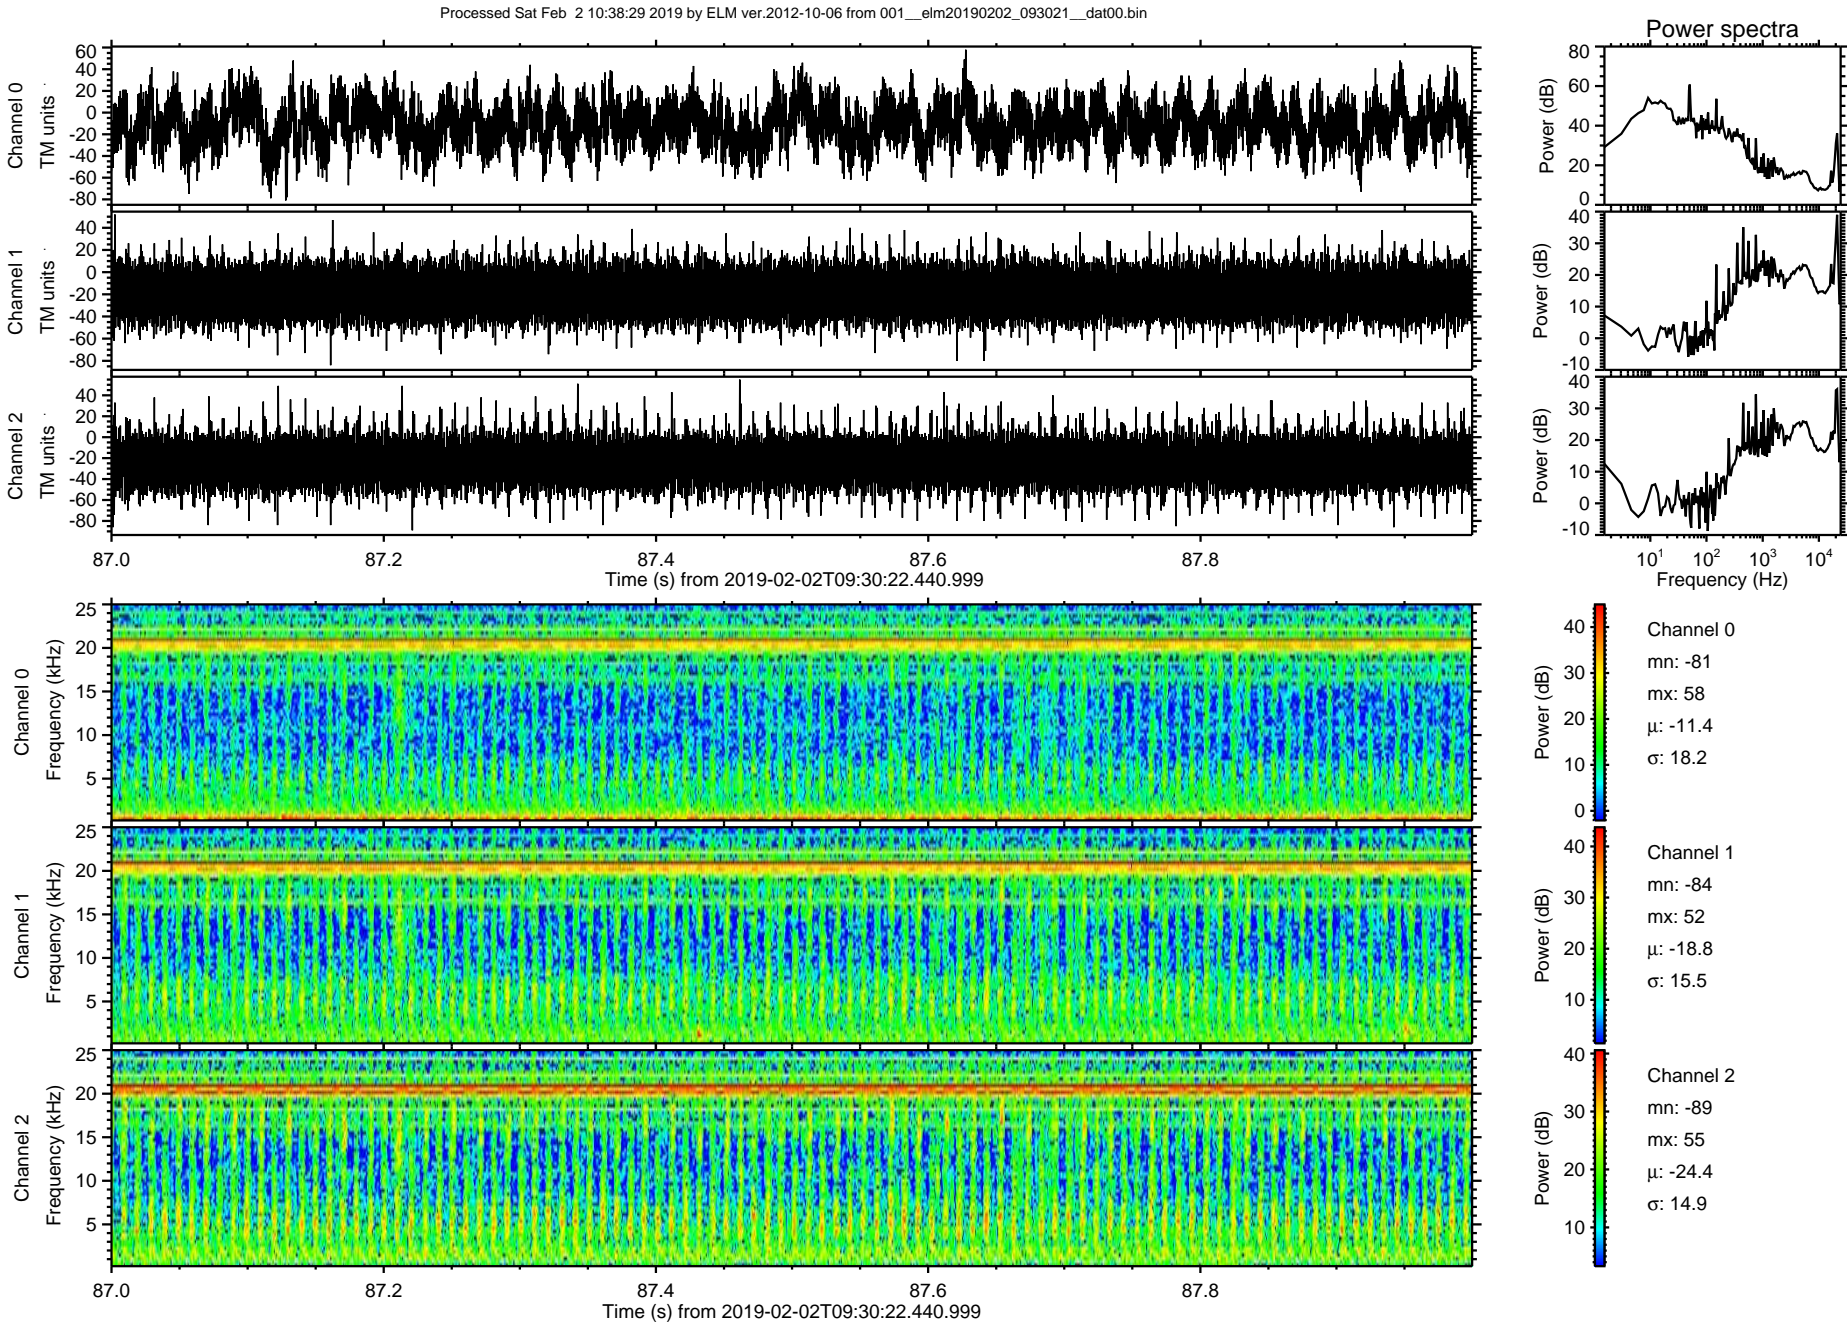 Processed Sat Feb  2 10:38:29 2019 by ELM ver.2012-10-06 from 001__elm20190202_093021__dat00.bin
Power spectra
Channel 0
TM units
60
40
20
0
-20
-40
-60
-80
Power (dB)
80
60
40
20
0
Channel 1
TM units
40
20
0
-20
-40
-60
-80
Power (dB)
40
30
20
10
0
-10
Channel 2
TM units
40
20
0
-20
-40
-60
-80
Power (dB)
40
30
20
10
0
-10
87.0 87.2 87.4 87.6 87.8
Time (s) from 2019-02-02T09:30:22.440.999
10¹ 10² 10³ 10⁴
Frequency (Hz)
Channel 0
Frequency (kHz)
25
20
15
10
5
Power (dB)
40
30
20
10
0
Channel 0
mn: -81
mx: 58
μ: -11.4
σ: 18.2
Channel 1
Frequency (kHz)
25
20
15
10
5
Power (dB)
40
30
20
10
Channel 1
mn: -84
mx: 52
μ: -18.8
σ: 15.5
Channel 2
Frequency (kHz)
25
20
15
10
5
Power (dB)
40
30
20
10
Channel 2
mn: -89
mx: 55
μ: -24.4
σ: 14.9
87.0 87.2 87.4 87.6 87.8
Time (s) from 2019-02-02T09:30:22.440.999